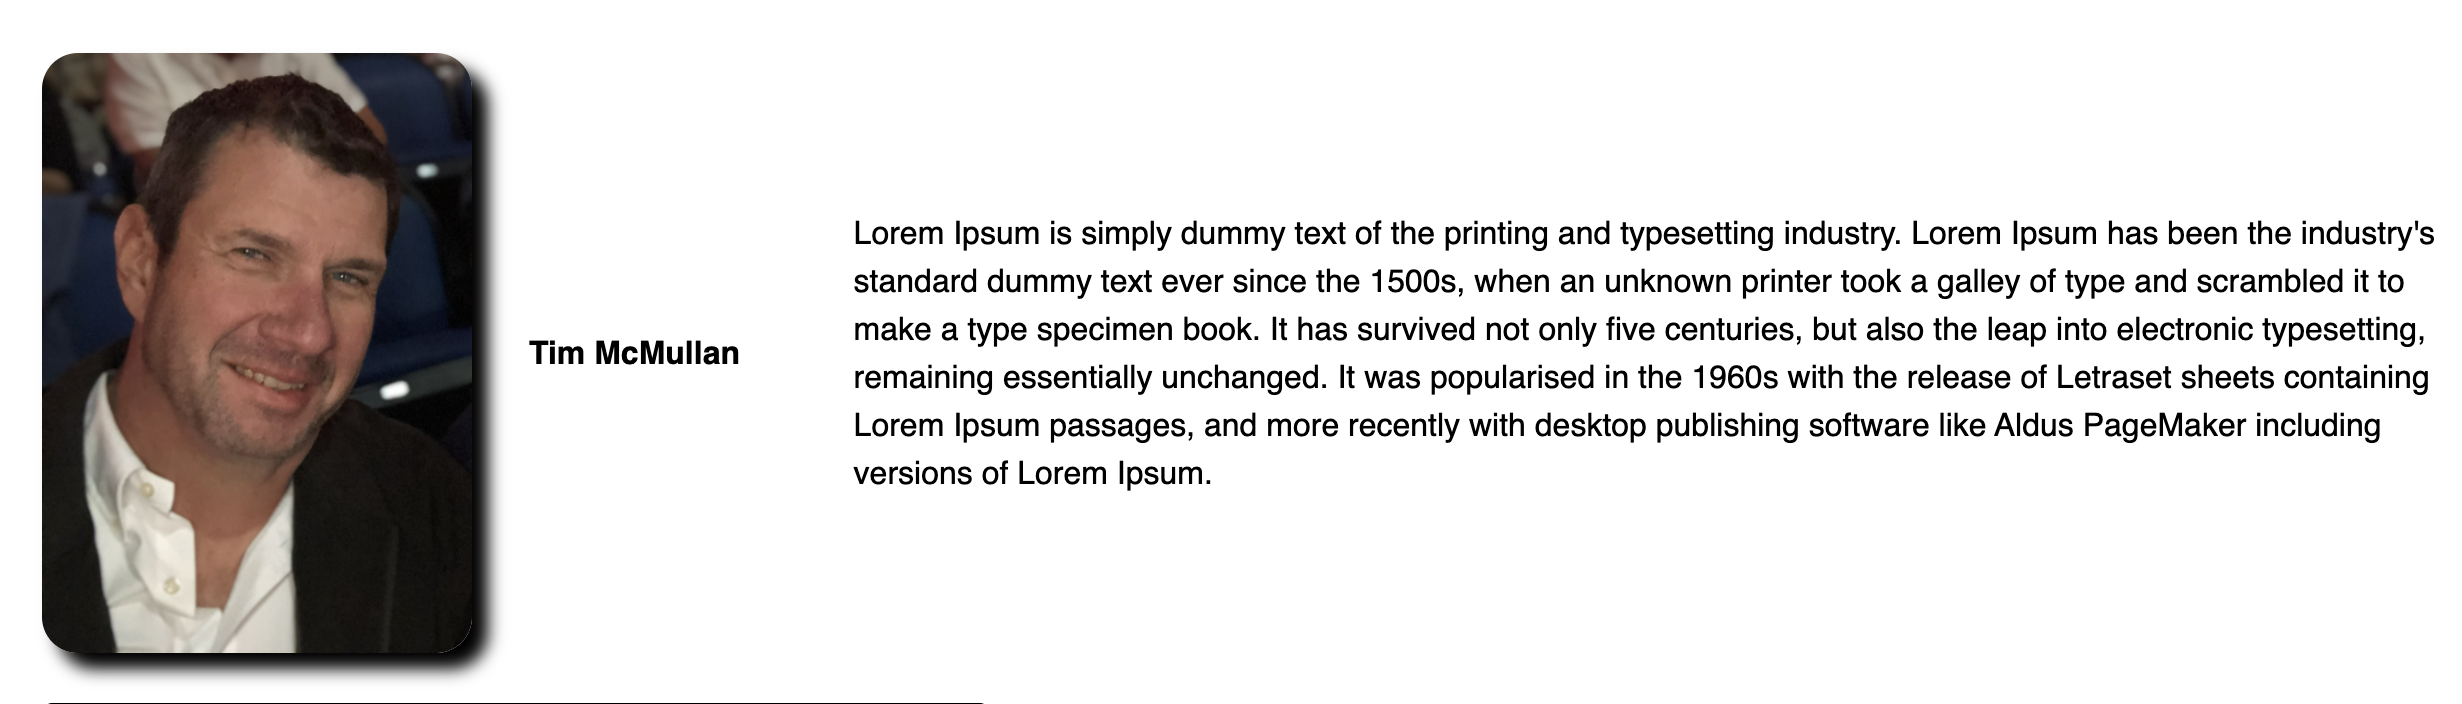 Tim McMullan
Lorem Ipsum is simply dummy text of the printing and typesetting industry. Lorem Ipsum has been the industry's
standard dummy text ever since the 1500s, when an unknown printer took a galley of type and scrambled it to
make a type specimen book. It has survived not only five centuries, but also the leap into electronic typesetting,
remaining essentially unchanged. It was popularised in the 1960s with the release of Letraset sheets containing
Lorem Ipsum passages, and more recently with desktop publishing software like Aldus PageMaker including
versions of Lorem Ipsum.